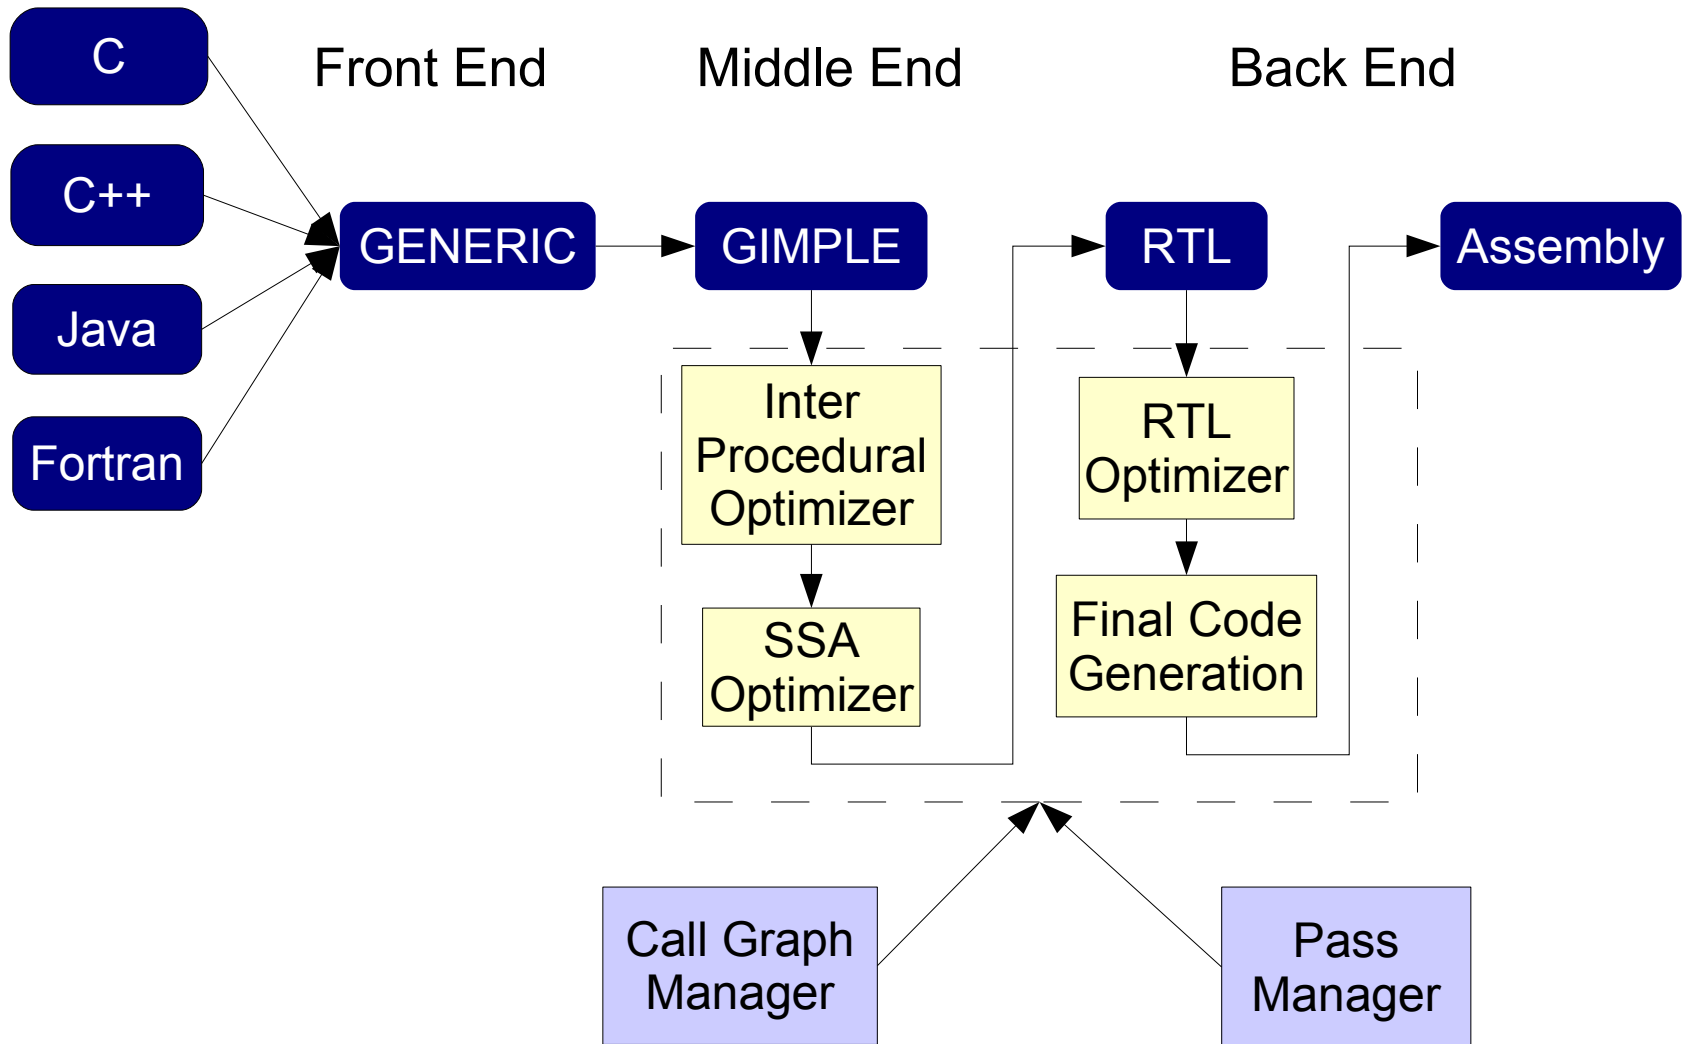 C
Front End
Middle End
Back End
C++
GENERIC
GIMPLE
RTL
Assembly
Java
Fortran
Inter
Procedural
Optimizer
RTL
Optimizer
SSA
Optimizer
Final Code
Generation
Call Graph
Manager
Pass
Manager